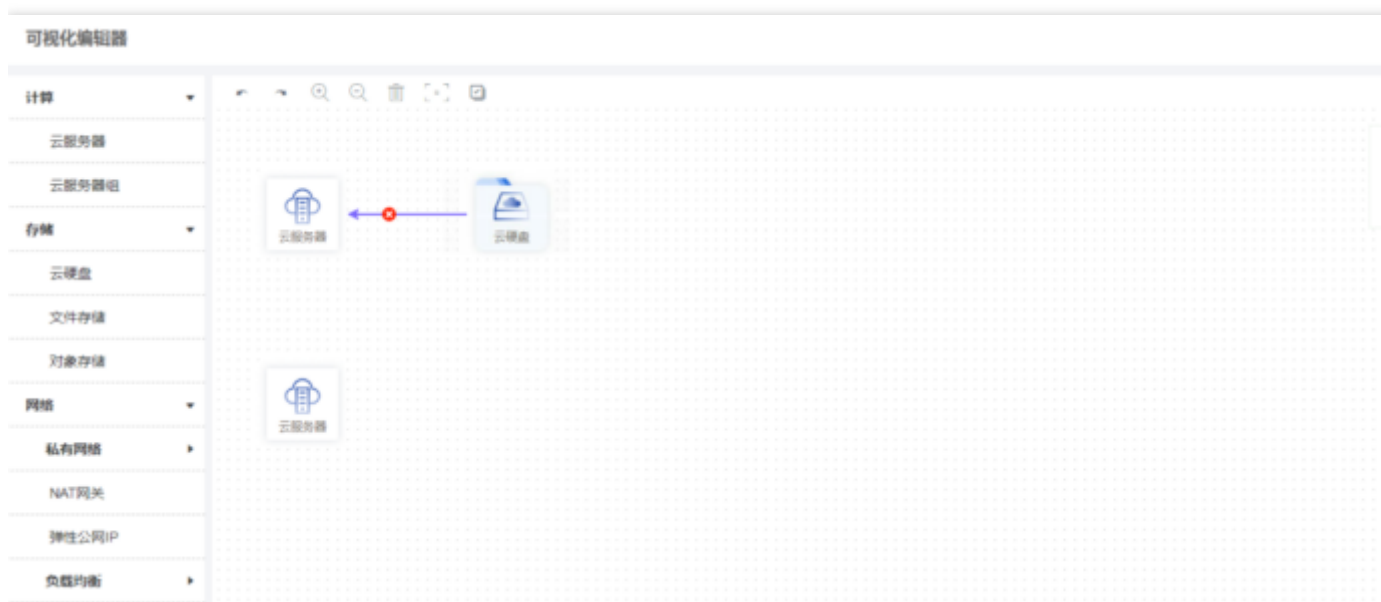 可视化编辑器
计算
云服务器
云服务器组
存储
云硬盘
文件存储
对象存储
网络
私有网络
NAT网关
弹性公网IP
负载均衡
云服务器
云硬盘
云服务器